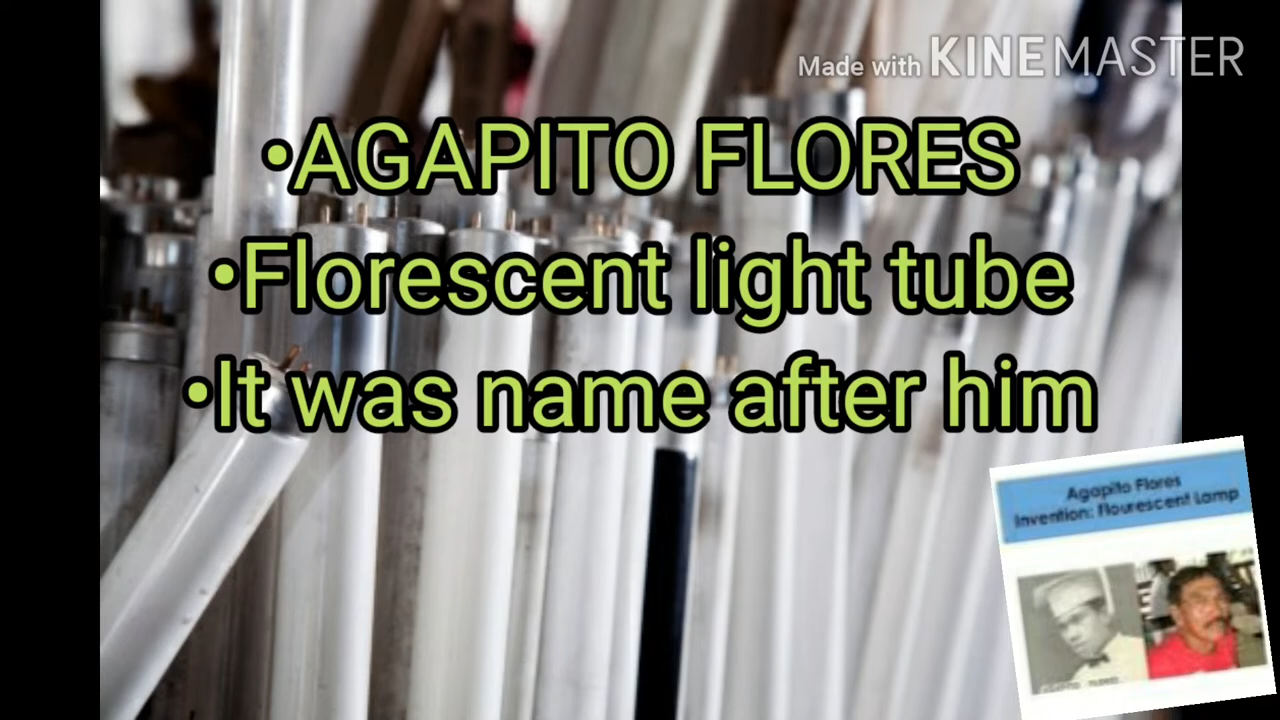 Made with KINEMASTER
•AGAPITO FLORES
•Florescent light tube
•It was name after him
Agapito Flores
Invention: Flourescent Lamp